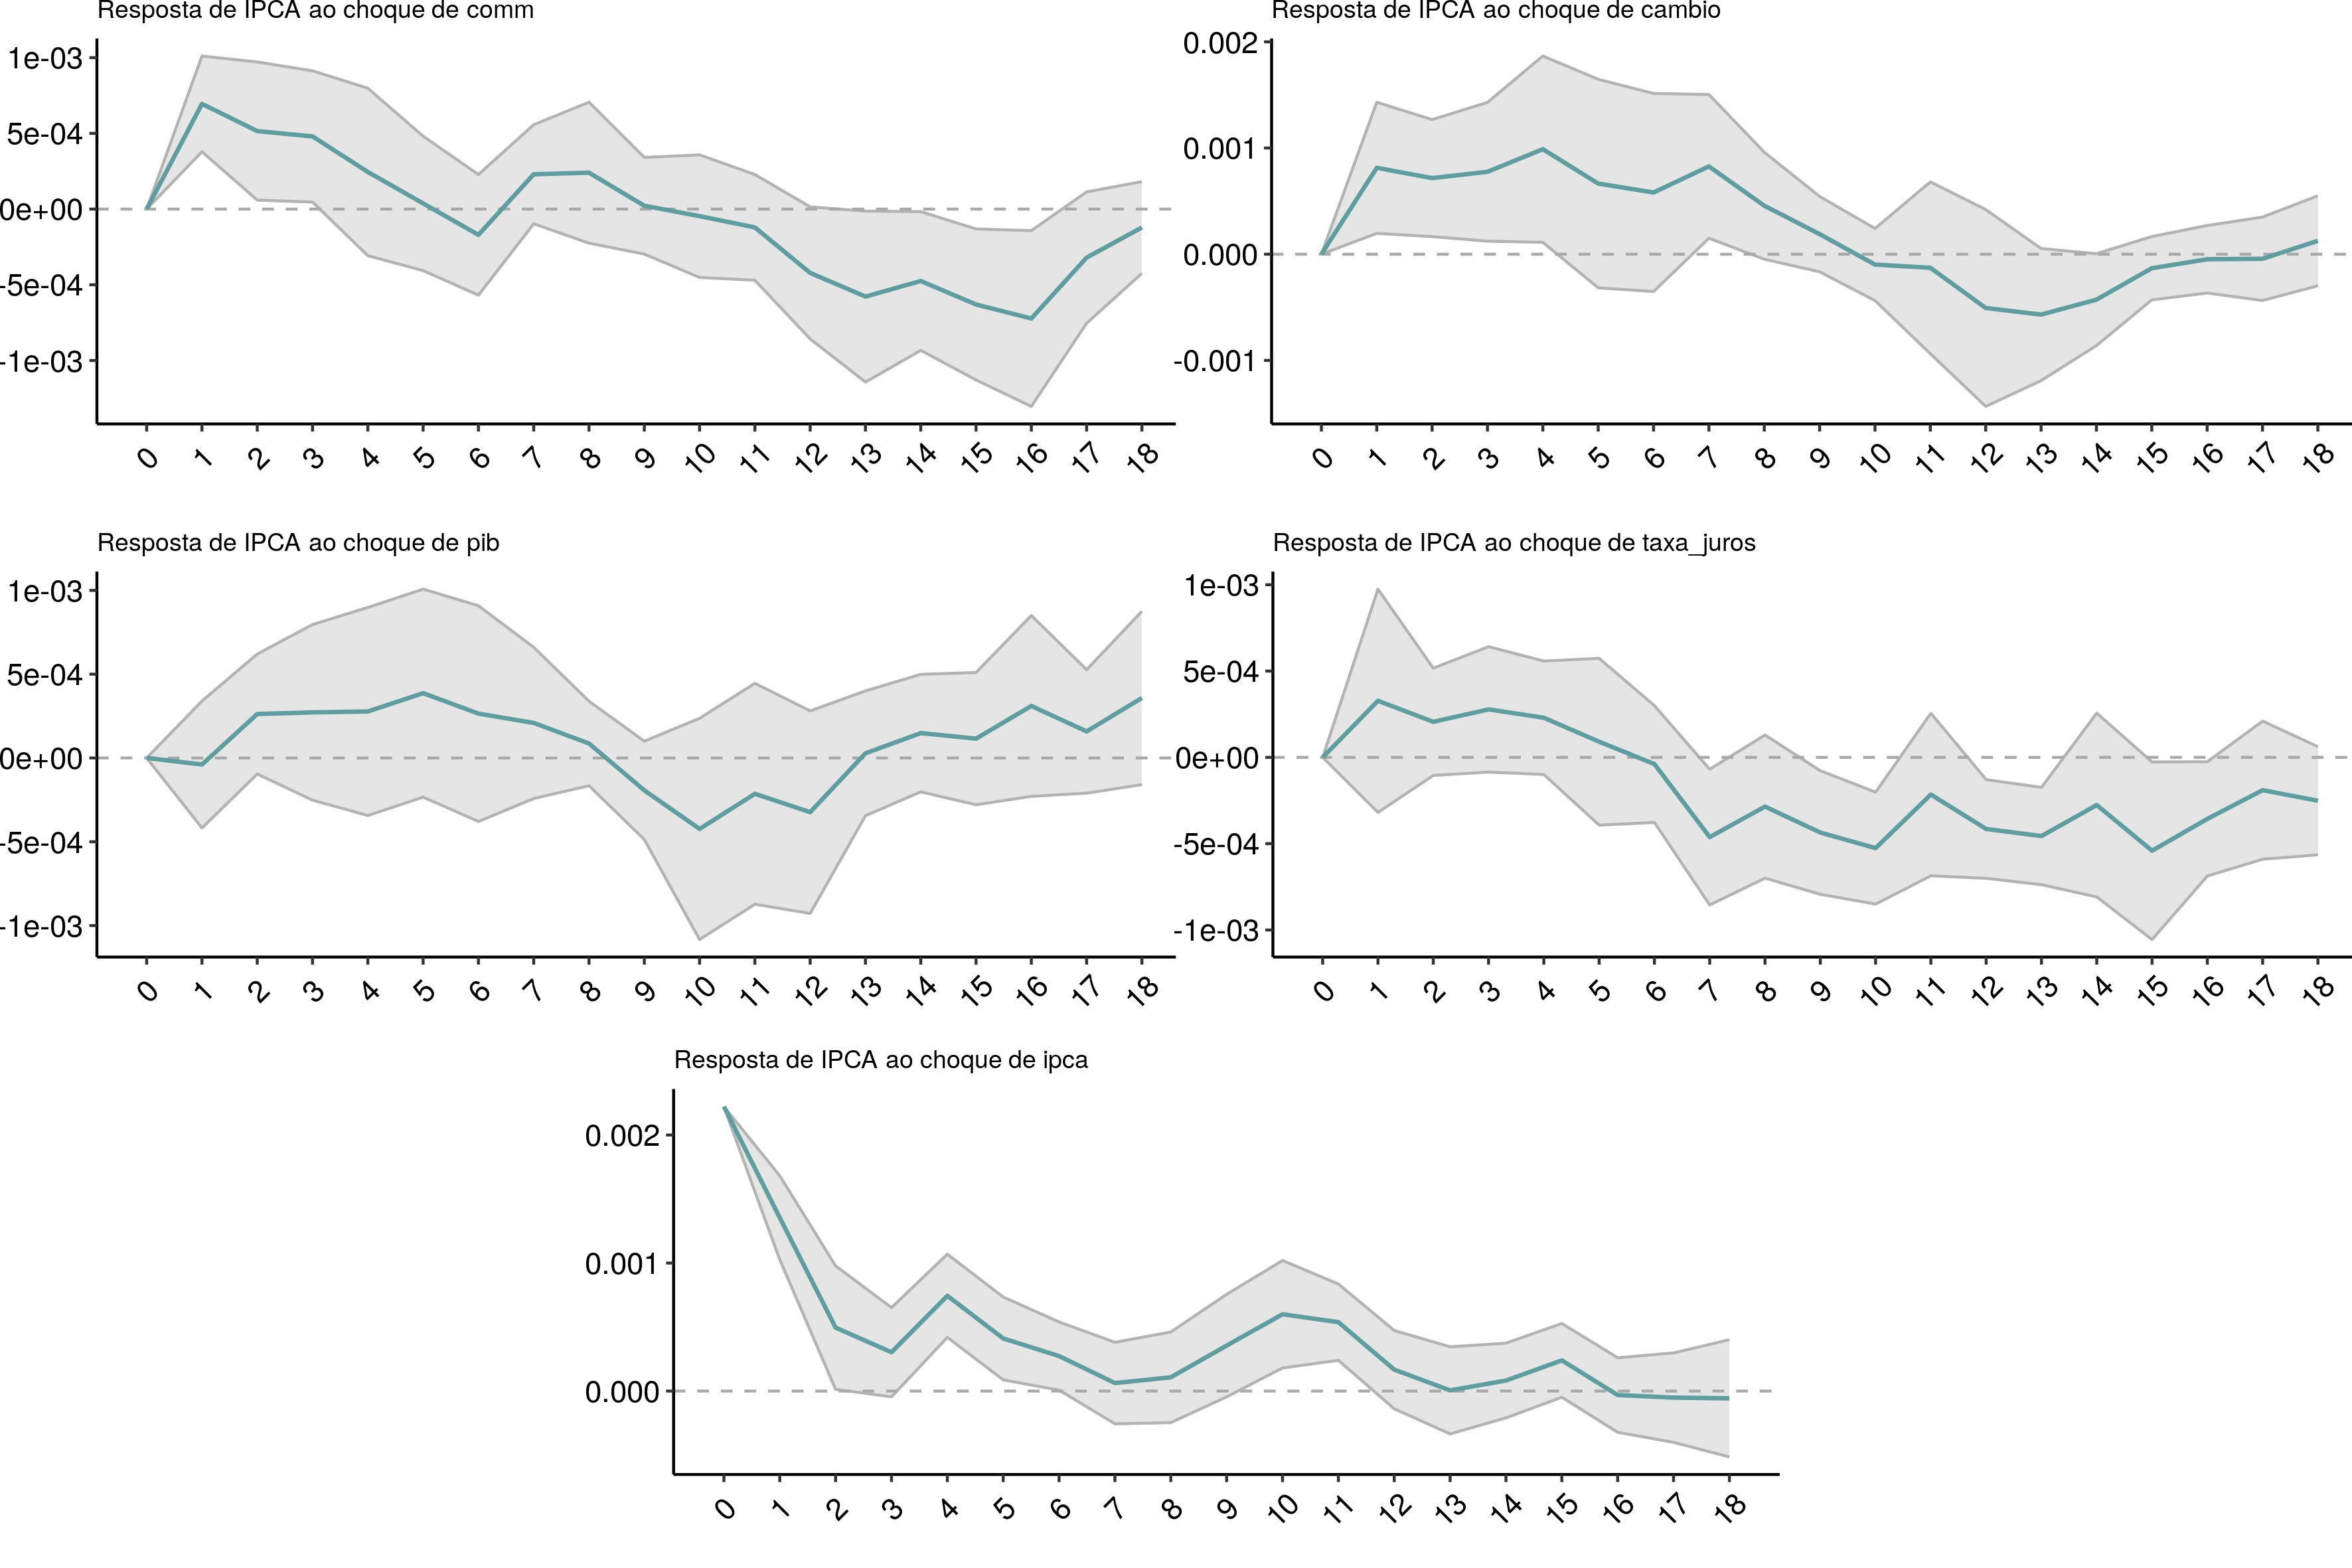 Resposta de IPCA ao choque de comm
1e-03
5e-04
0e+00
-5e-04
-1e-03
0 1 2 3 4 5 6 7 8 9 10 11 12 13 14 15 16 17 18
Resposta de IPCA ao choque de cambio
0.002
0.001
0.000
-0.001
0 1 2 3 4 5 6 7 8 9 10 11 12 13 14 15 16 17 18
Resposta de IPCA ao choque de pib
1e-03
5e-04
0e+00
-5e-04
-1e-03
0 1 2 3 4 5 6 7 8 9 10 11 12 13 14 15 16 17 18
Resposta de IPCA ao choque de taxa_juros
1e-03
5e-04
0e+00
-5e-04
-1e-03
0 1 2 3 4 5 6 7 8 9 10 11 12 13 14 15 16 17 18
Resposta de IPCA ao choque de ipca
0.002
0.001
0.000
0 1 2 3 4 5 6 7 8 9 10 11 12 13 14 15 16 17 18